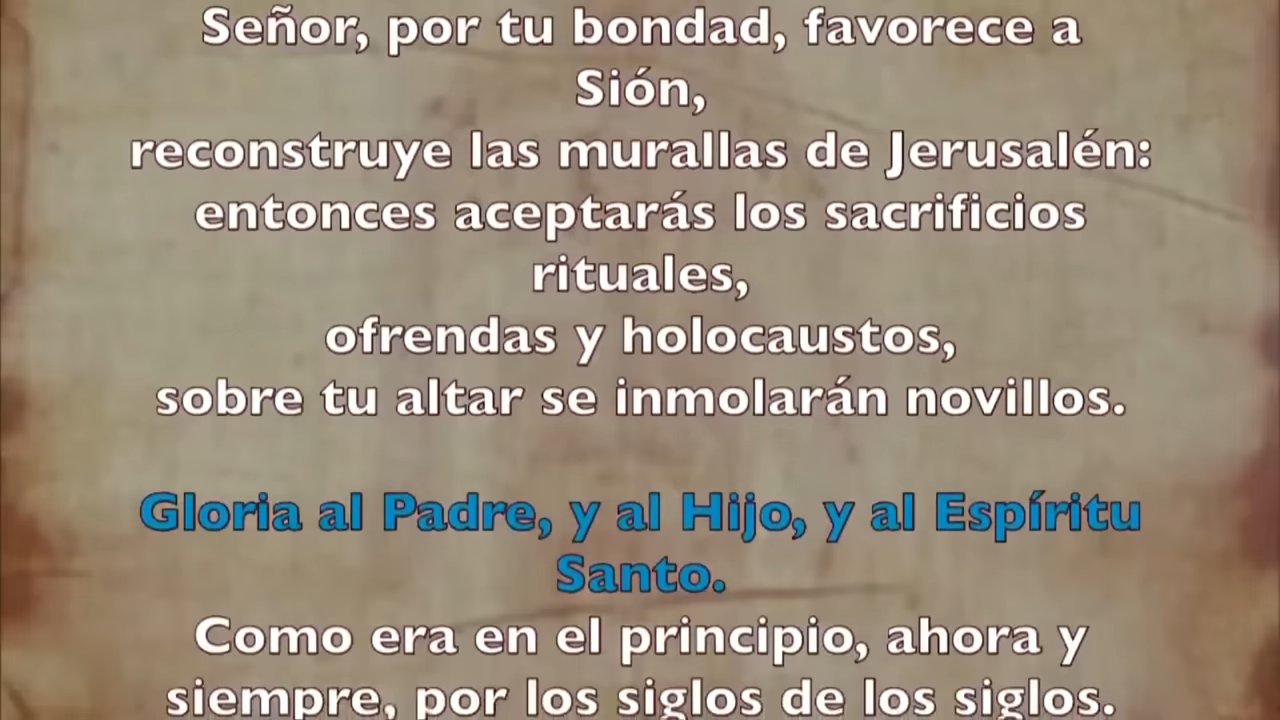 Señor, por tu bondad, favorece a
Sión,
reconstruye las murallas de Jerusalén:
entonces aceptarás los sacrificios
rituales,
ofrendas y holocaustos,
sobre tu altar se inmolarán novillos.
Gloria al Padre, y al Hijo, y al Espíritu
Santo.
Como era en el principio, ahora y
siempre, por los siglos de los siglos.